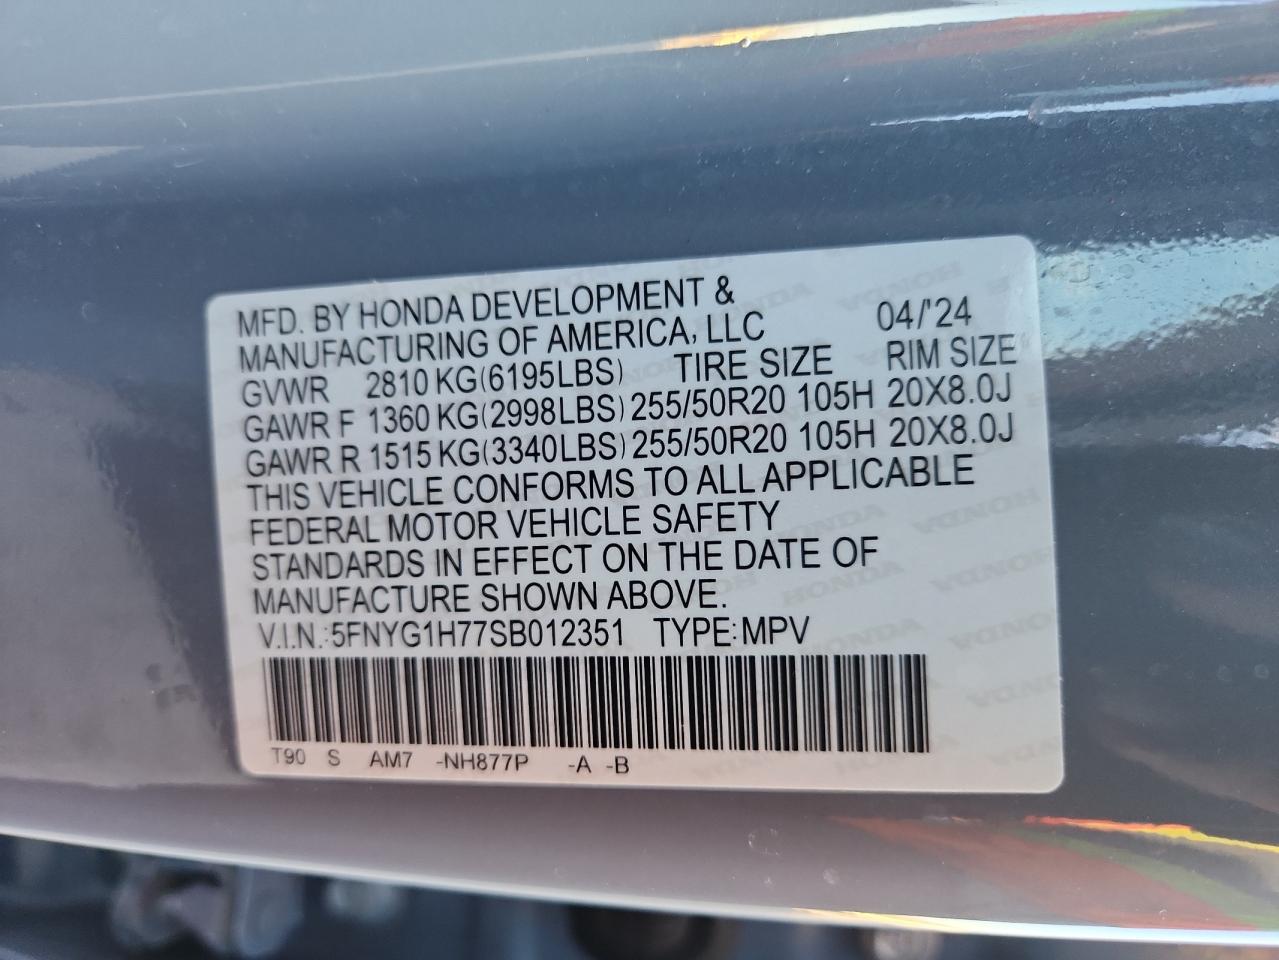 MFD. BY HONDA DEVELOPMENT &
MANUFACTURING OF AMERICA, LLC 04/'24
GVWR 2810 KG(6195LBS) TIRE SIZE RIM SIZE
GAWR F 1360 KG(2998LBS) 255/50R20 105H 20X8.0J
GAWR R 1515 KG(3340LBS) 255/50R20 105H 20X8.0J
THIS VEHICLE CONFORMS TO ALL APPLICABLE
FEDERAL MOTOR VEHICLE SAFETY
STANDARDS IN EFFECT ON THE DATE OF
MANUFACTURE SHOWN ABOVE.
V.I.N.:5FNYG1H77SB012351 TYPE:MPV
T90 S AM7 -NH877P -A -B